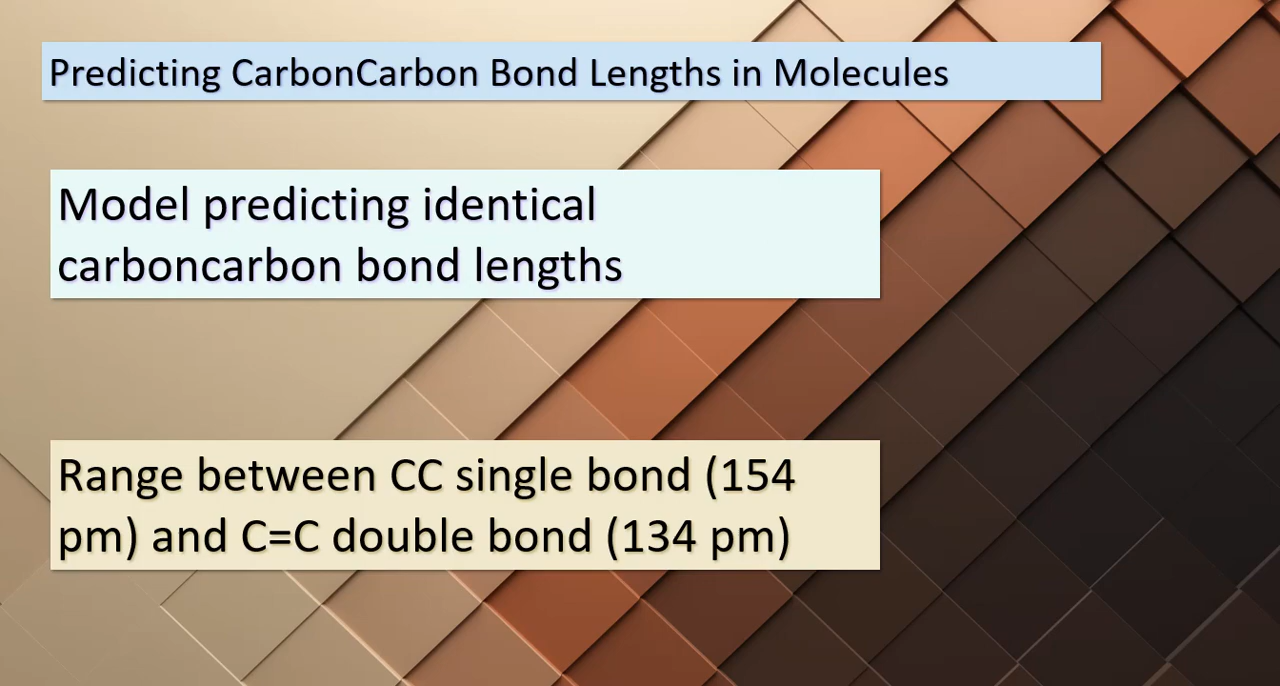 Predicting CarbonCarbon Bond Lengths in Molecules
Model predicting identical
carboncarbon bond lengths
Range between CC single bond (154
pm) and C=C double bond (134 pm)